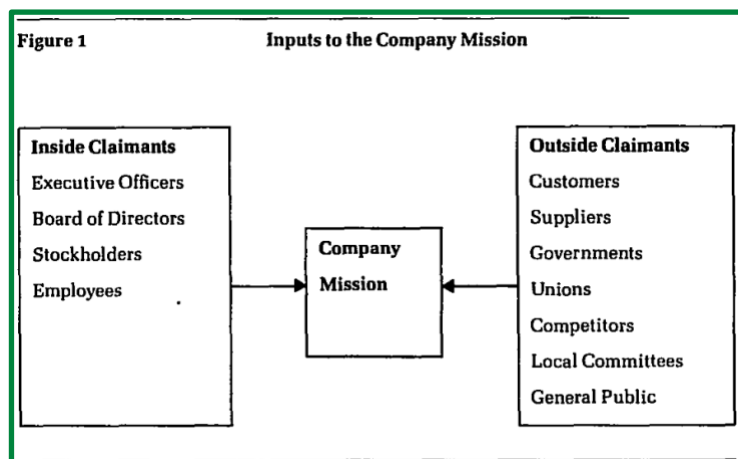 Figure 1
Inputs to the Company Mission
Inside Claimants
Executive Officers
Board of Directors
Stockholders
Employees
Company
Mission
Outside Claimants
Customers
Suppliers
Governments
Unions
Competitors
Local Committees
General Public